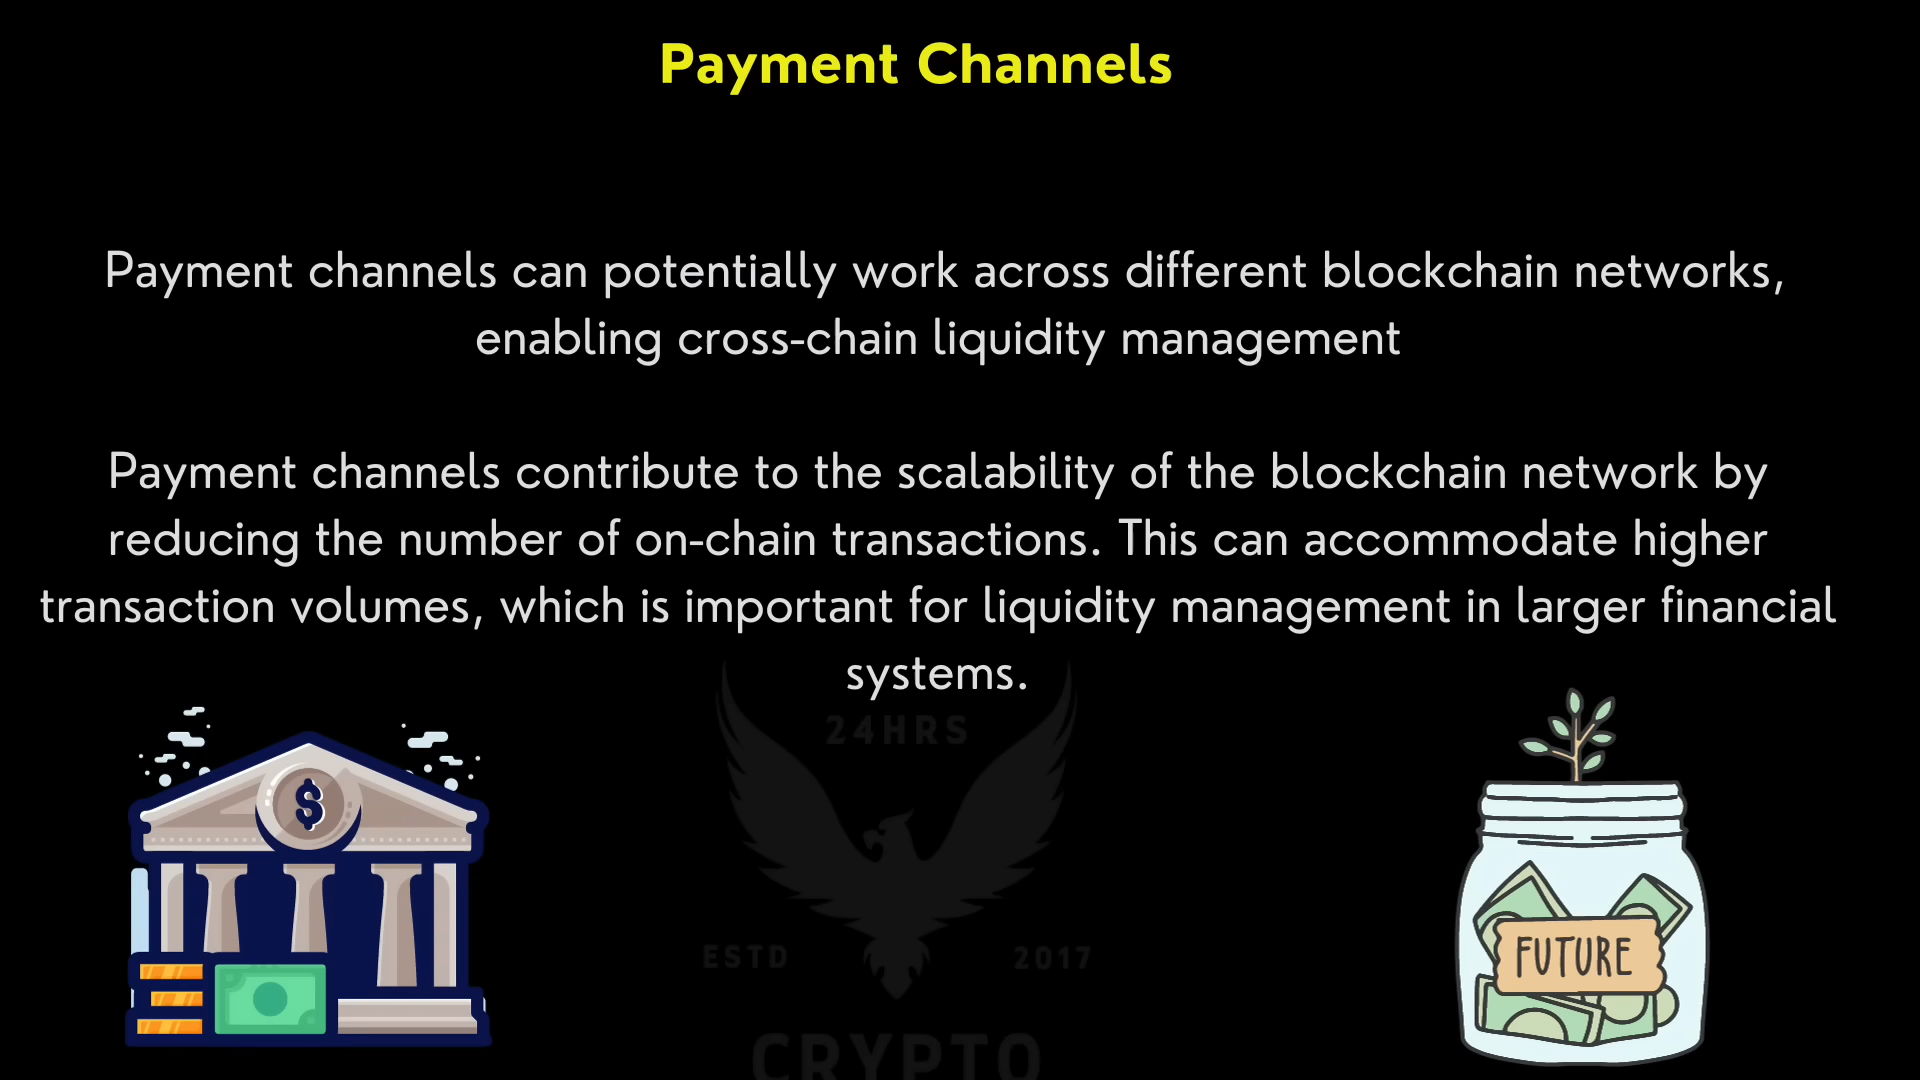 Payment Channels
Payment channels can potentially work across different blockchain networks,
enabling cross-chain liquidity management
Payment channels contribute to the scalability of the blockchain network by
reducing the number of on-chain transactions. This can accommodate higher
transaction volumes, which is important for liquidity management in larger financial
systems.
24HRS
$
FUTURE
ESTD 2017
CRYPTO